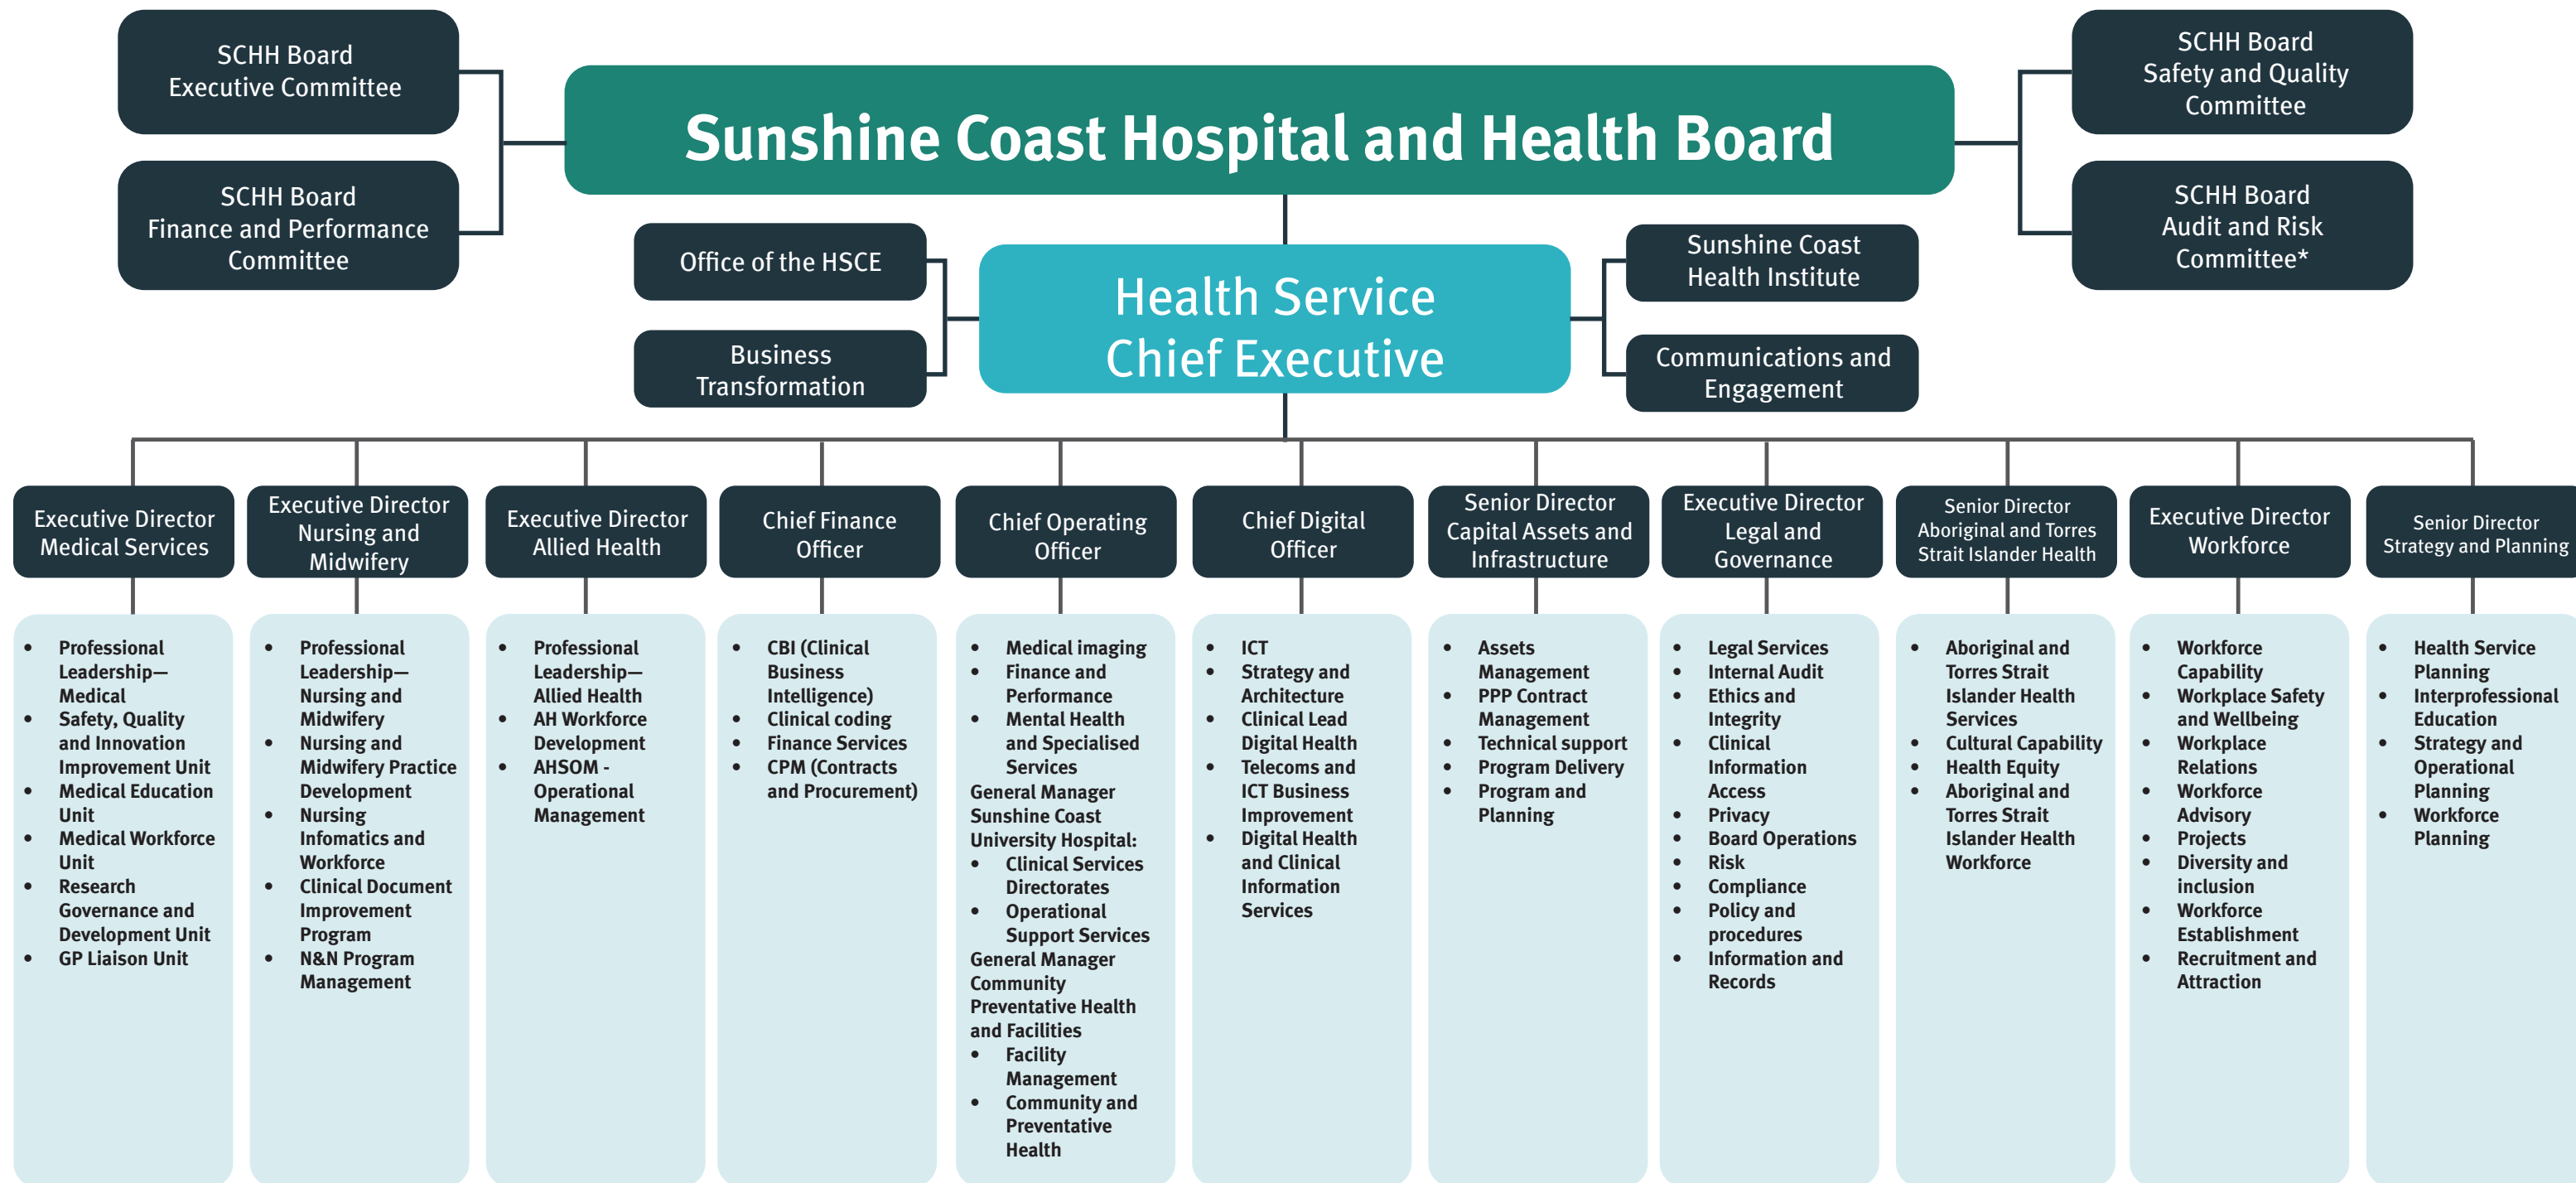 SCHH Board
Executive Committee
SCHH Board
Finance and Performance
Committee
Sunshine Coast Hospital and Health Board
SCHH Board
Safety and Quality
Committee
SCHH Board
Audit and Risk
Committee*
Office of the HSCE
Business
Transformation
Health Service
Chief Executive
Sunshine Coast
Health Institute
Communications and
Engagement
Executive Director
Medical Services
• Professional
Leadership—
Medical
• Safety, Quality
and Innovation
Improvement Unit
• Medical Education
Unit
• Medical Workforce
Unit
• Research
Governance and
Development Unit
• GP Liaison Unit
Executive Director
Nursing and
Midwifery
• Professional
Leadership—
Nursing and
Midwifery
• Nursing and
Midwifery Practice
Development
• Nursing
Infomatics and
Workforce
• Clinical Document
Improvement
Program
• N&N Program
Management
Executive Director
Allied Health
• Professional
Leadership—
Allied Health
• AH Workforce
Development
• AHSOM -
Operational
Management
Chief Finance
Officer
• CBI (Clinical
Business
Intelligence)
• Clinical coding
• Finance Services
• CPM (Contracts
and Procurement)
Chief Operating
Officer
• Medical imaging
• Finance and
Performance
• Mental Health
and Specialised
Services
General Manager
Sunshine Coast
University Hospital:
• Clinical Services
Directorates
• Operational
Support Services
General Manager
Community
Preventative Health
and Facilities
• Facility
Management
• Community and
Preventative
Health
Chief Digital
Officer
• ICT
• Strategy and
Architecture
• Clinical Lead
Digital Health
• Telecoms and
ICT Business
Improvement
• Digital Health
and Clinical
Information
Services
Senior Director
Capital Assets and
Infrastructure
• Assets
Management
• PPP Contract
Management
• Technical support
• Program Delivery
• Program and
Planning
Executive Director
Legal and
Governance
• Legal Services
• Internal Audit
• Ethics and
Integrity
• Clinical
Information
Access
• Privacy
• Board Operations
• Risk
• Compliance
• Policy and
procedures
• Information and
Records
Senior Director
Aboriginal and Torres
Strait Islander Health
• Aboriginal and
Torres Strait
Islander Health
Services
• Cultural Capability
• Health Equity
• Aboriginal and
Torres Strait
Islander Health
Workforce
Executive Director
Workforce
• Workforce
Capability
• Workplace Safety
and Wellbeing
• Workplace
Relations
• Workforce
Advisory
• Projects
• Diversity and
inclusion
• Workforce
Establishment
• Recruitment and
Attraction
Senior Director
Strategy and Planning
• Health Service
Planning
• Interprofessional
Education
• Strategy and
Operational
Planning
• Workforce
Planning